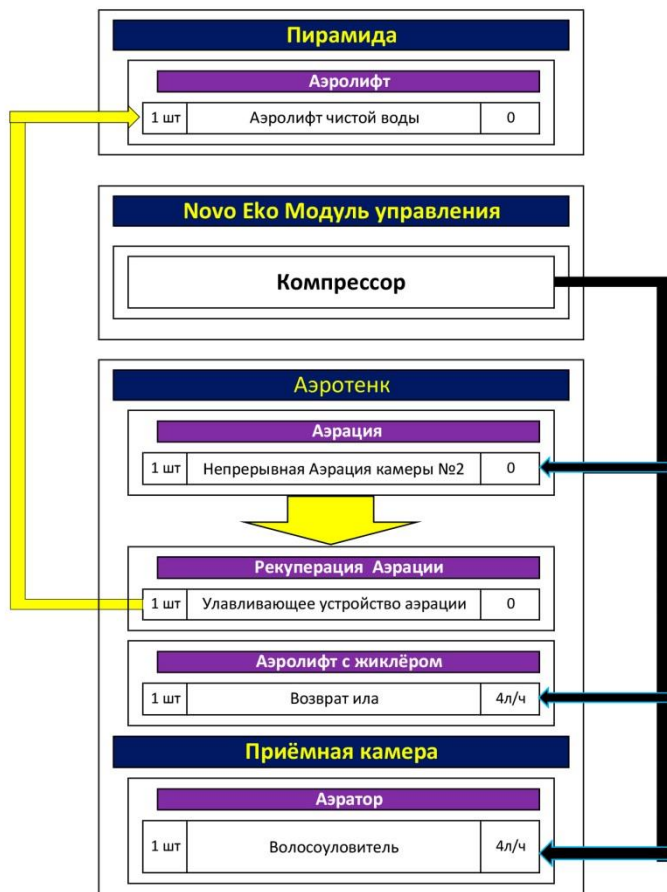 Пирамида
Аэролифт
1 шт Аэролифт чистой воды 0
Novo Eko Модуль управления
Компрессор
Аэротенк
Аэрация
1 шт Непрерывная Аэрация камеры №2 0
Рекуперация Аэрации
1 шт Улавливающее устройство аэрации 0
Аэролифт с жиклёром
1 шт Возврат ила 4л/ч
Приёмная камера
Аэратор
1 шт Волосоуловитель 4л/ч